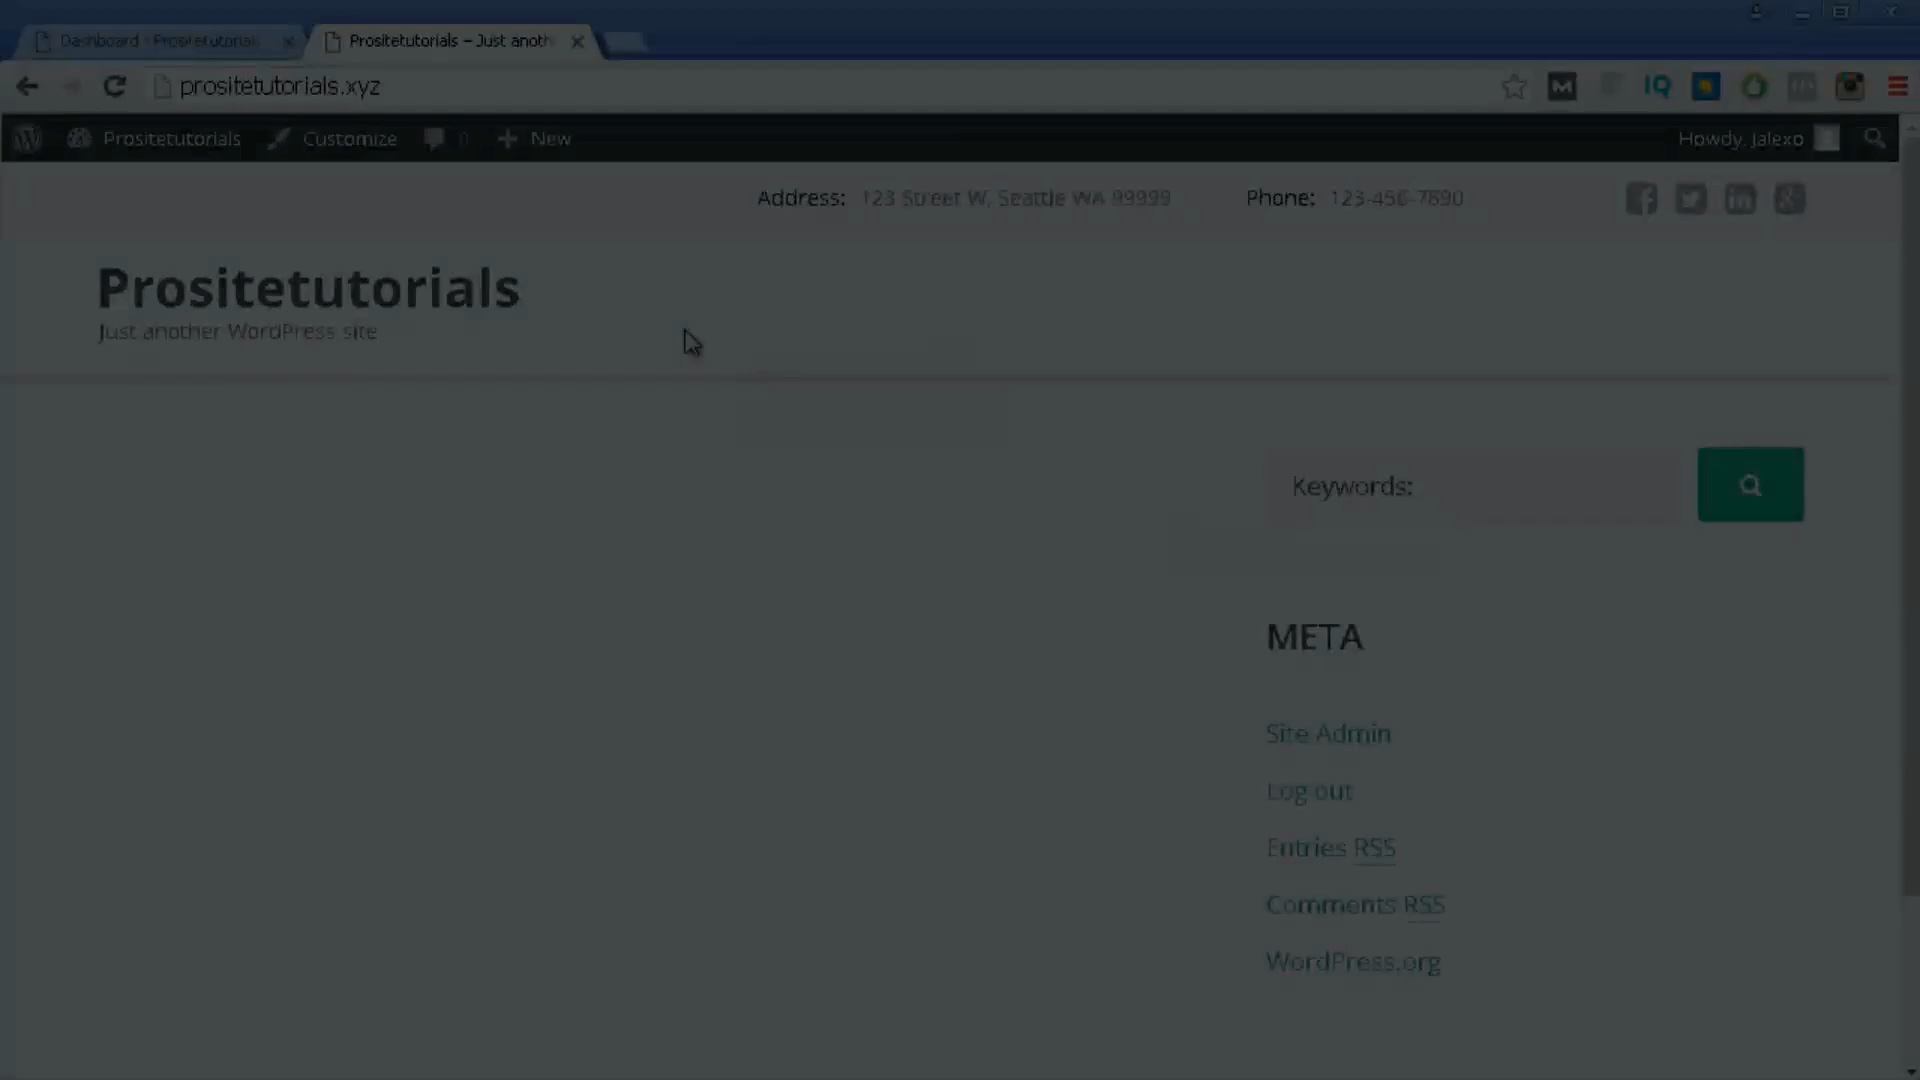 Dashboard ‹ Prositetutorial
Prositetutorials – Just anoth
prositetutorials.xyz
IQ
Prositetutorials
Customize
0
New
Howdy, jalexo
Address: 123 Street W, Seattle WA 99999
Phone: 123-456-7890
Prositetutorials
Just another WordPress site
Keywords:
META
Site Admin
Log out
Entries RSS
Comments RSS
WordPress.org